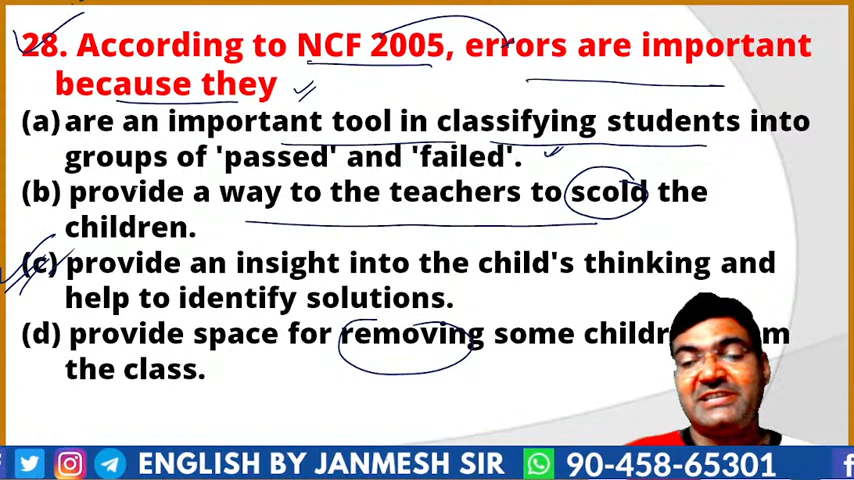 28. According to NCF 2005, errors are important
because they
(a) are an important tool in classifying students into
groups of 'passed' and 'failed'.
(b) provide a way to the teachers to scold the
children.
(c) provide an insight into the child's thinking and
help to identify solutions.
(d) provide space for removing some
the class.
ENGLISH BY JANMESH SIR 90-458-65301